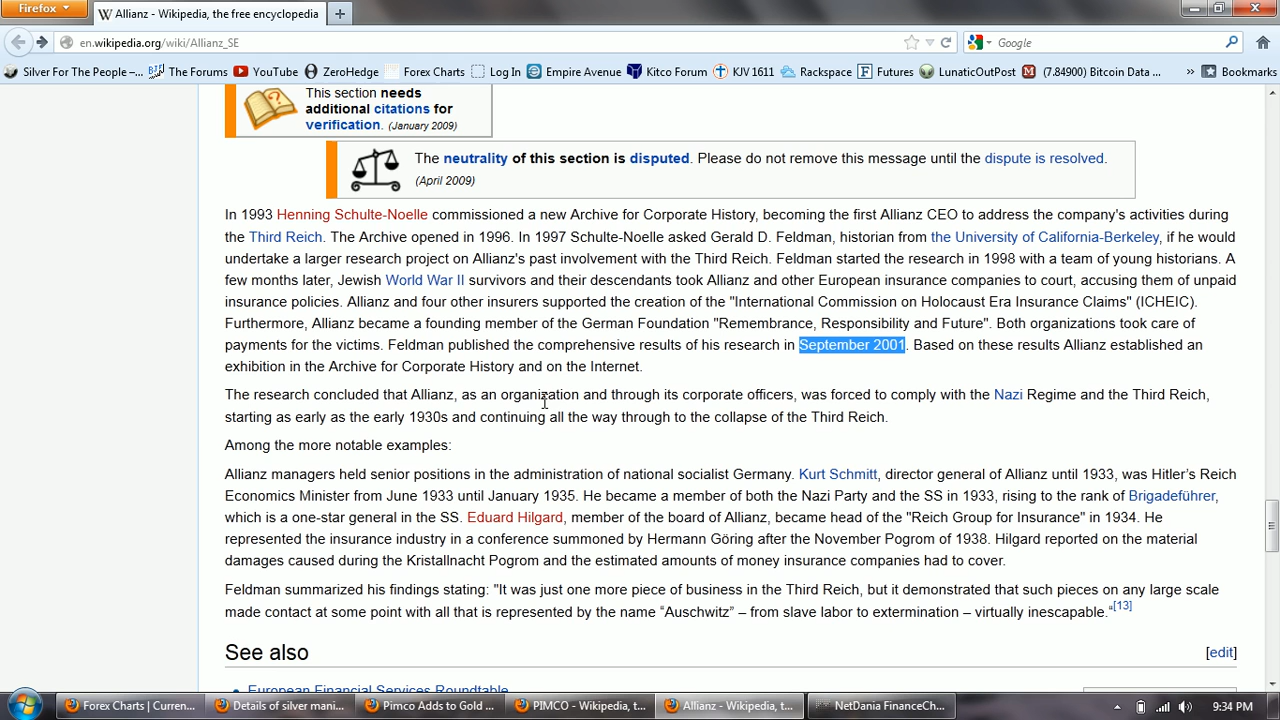 Firefox
Allianz - Wikipedia, the free encyclopedia
en.wikipedia.org/wiki/Allianz_SE
Google
Silver For The People –... The Forums YouTube ZeroHedge Forex Charts Log In Empire Avenue Kitco Forum KJV 1611 Rackspace Futures LunaticOutPost (7.84900) Bitcoin Data ... » Bookmarks
This section needs
additional citations for
verification. (January 2009)
The neutrality of this section is disputed. Please do not remove this message until the dispute is resolved.
(April 2009)
In 1993 Henning Schulte-Noelle commissioned a new Archive for Corporate History, becoming the first Allianz CEO to address the company's activities during
the Third Reich. The Archive opened in 1996. In 1997 Schulte-Noelle asked Gerald D. Feldman, historian from the University of California-Berkeley, if he would
undertake a larger research project on Allianz's past involvement with the Third Reich. Feldman started the research in 1998 with a team of young historians. A
few months later, Jewish World War II survivors and their descendants took Allianz and other European insurance companies to court, accusing them of unpaid
insurance policies. Allianz and four other insurers supported the creation of the "International Commission on Holocaust Era Insurance Claims" (ICHEIC).
Furthermore, Allianz became a founding member of the German Foundation "Remembrance, Responsibility and Future". Both organizations took care of
payments for the victims. Feldman published the comprehensive results of his research in September 2001. Based on these results Allianz established an
exhibition in the Archive for Corporate History and on the Internet.
The research concluded that Allianz, as an organization and through its corporate officers, was forced to comply with the Nazi Regime and the Third Reich,
starting as early as the early 1930s and continuing all the way through to the collapse of the Third Reich.
Among the more notable examples:
Allianz managers held senior positions in the administration of national socialist Germany. Kurt Schmitt, director general of Allianz until 1933, was Hitler's Reich
Economics Minister from June 1933 until January 1935. He became a member of both the Nazi Party and the SS in 1933, rising to the rank of Brigadeführer,
which is a one-star general in the SS. Eduard Hilgard, member of the board of Allianz, became head of the "Reich Group for Insurance" in 1934. He
represented the insurance industry in a conference summoned by Hermann Göring after the November Pogrom of 1938. Hilgard reported on the material
damages caused during the Kristallnacht Pogrom and the estimated amounts of money insurance companies had to cover.
Feldman summarized his findings stating: "It was just one more piece of business in the Third Reich, but it demonstrated that such pieces on any large scale
made contact at some point with all that is represented by the name “Auschwitz” – from slave labor to extermination – virtually inescapable.“[13]
See also [edit]
European Financial Services Roundtable
Forex Charts | Curren... Details of silver mani... Pimco Adds to Gold ... PIMCO - Wikipedia, t... Allianz - Wikipedia, t... NetDania FinanceCh... 9:34 PM